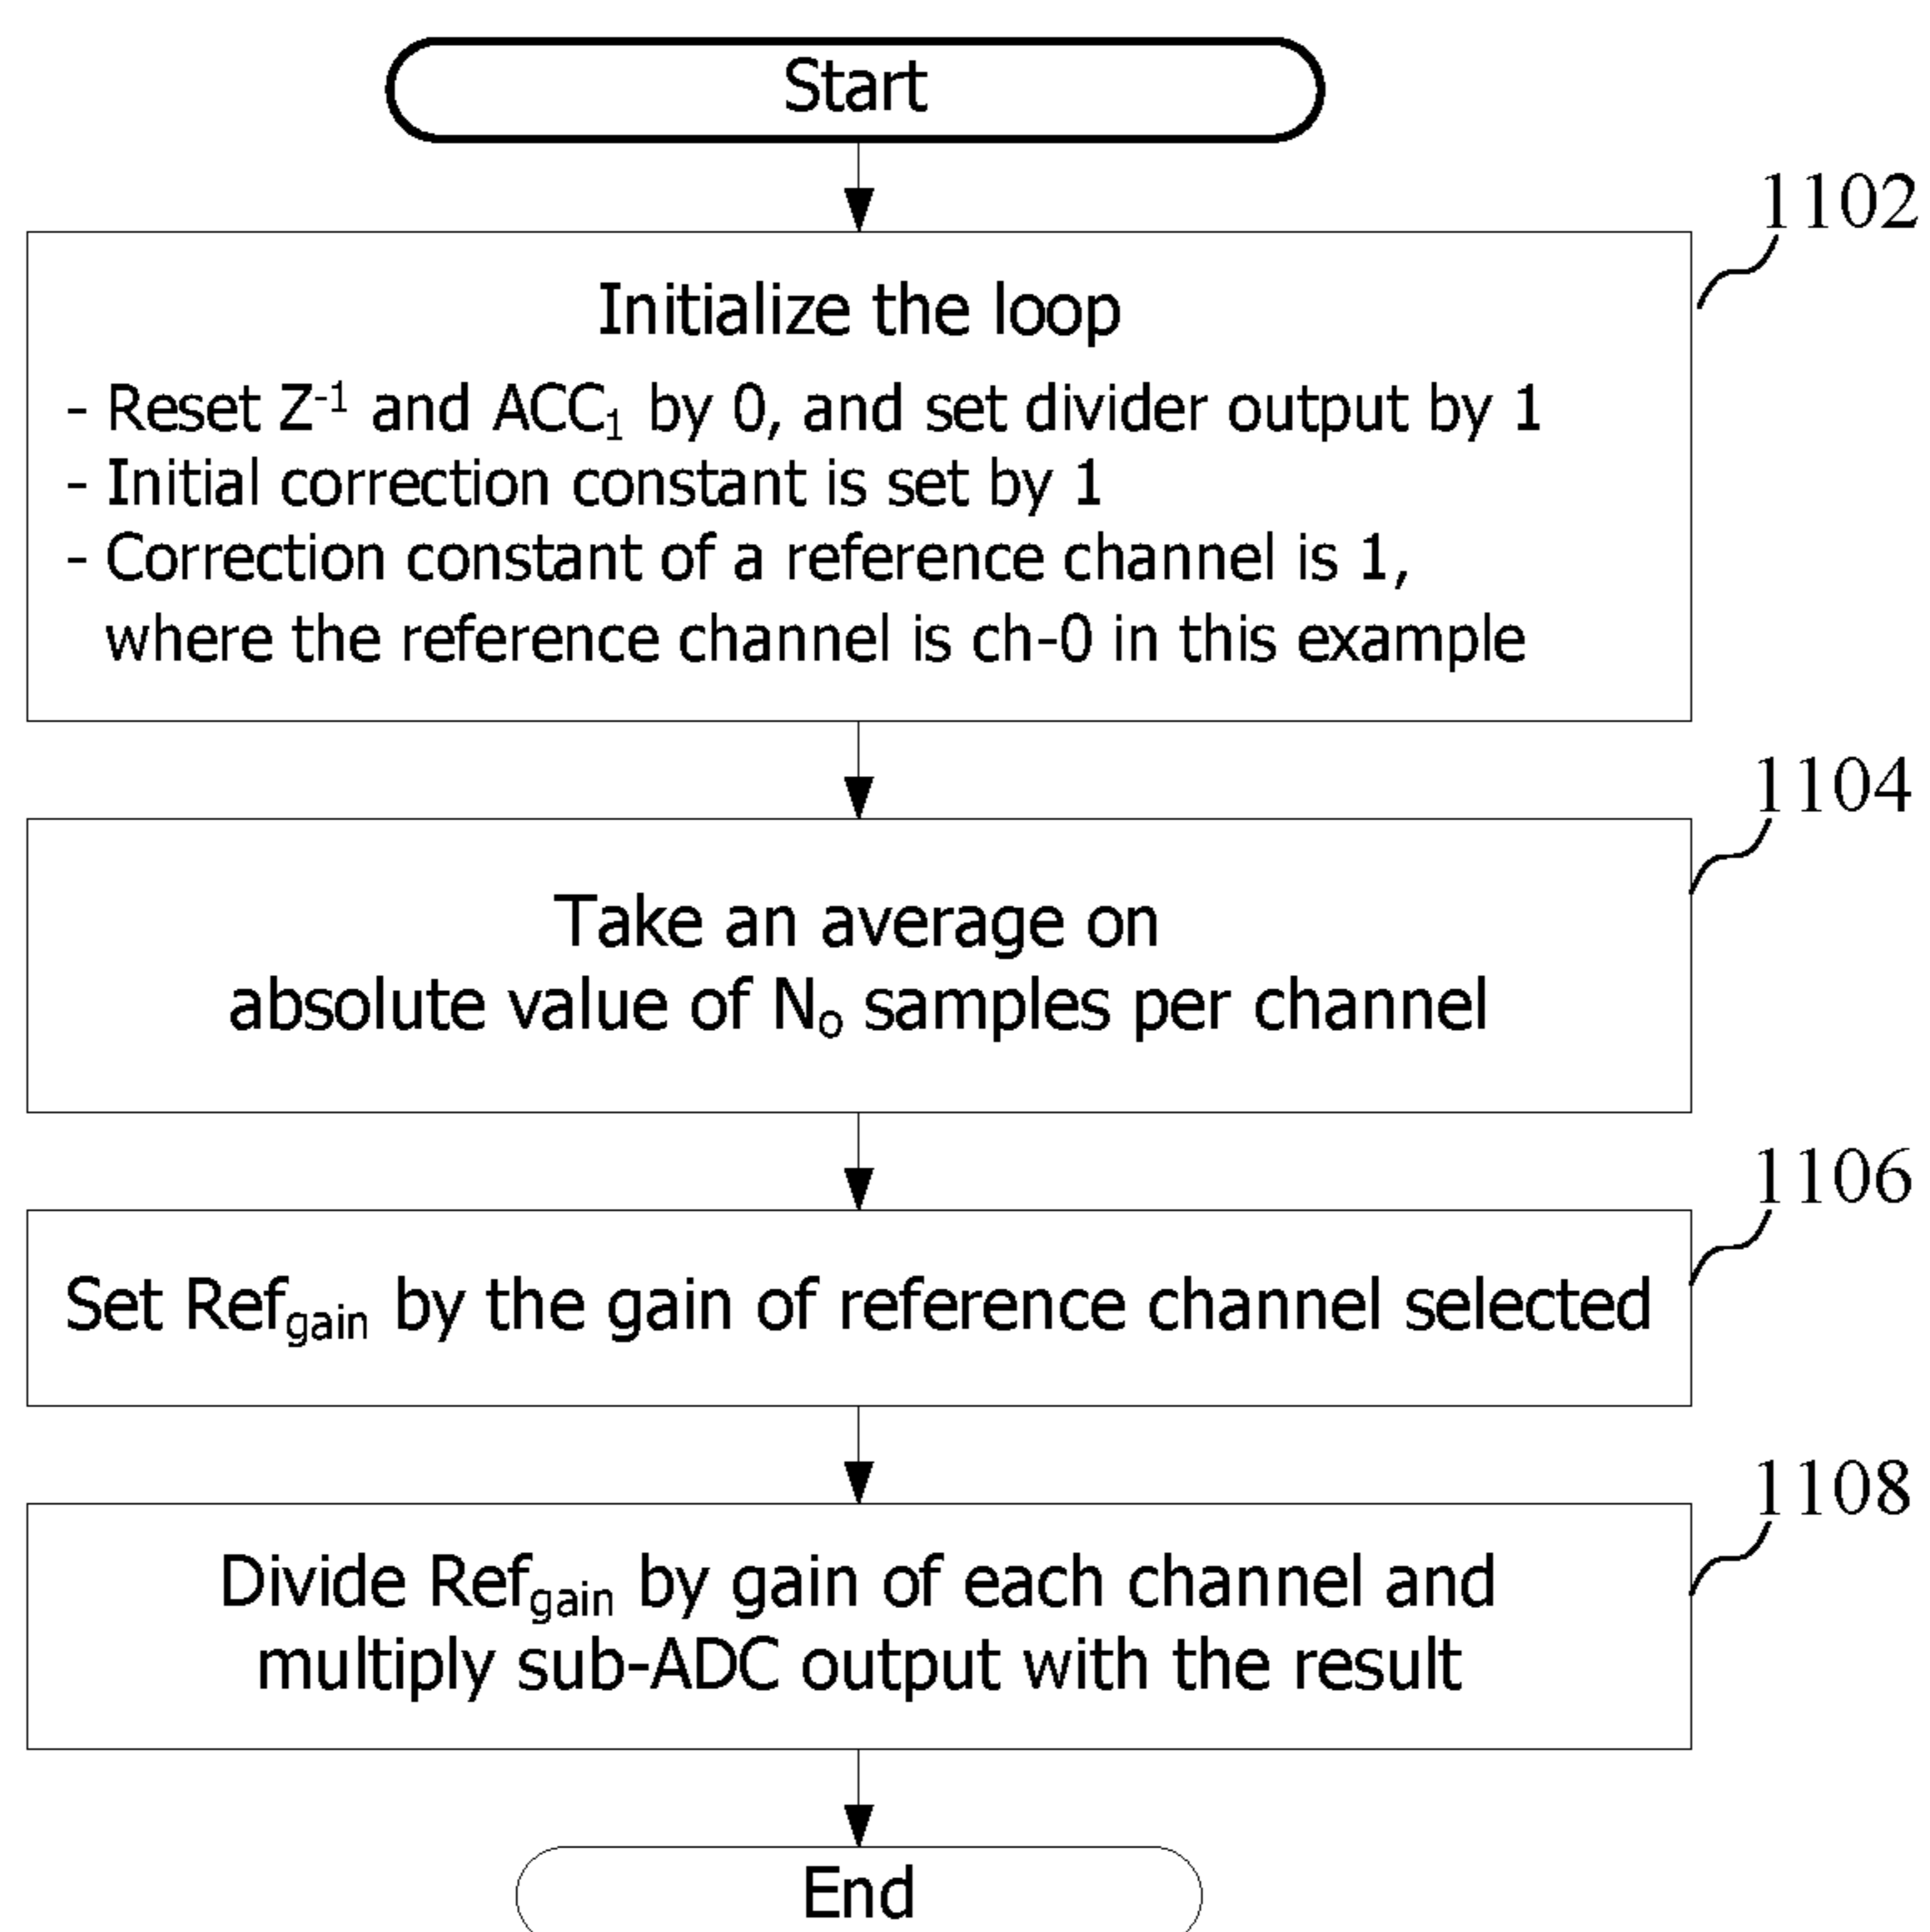 Start
1102
Initialize the loop
- Reset Z⁻¹ and ACC₁ by 0, and set divider output by 1
- Initial correction constant is set by 1
- Correction constant of a reference channel is 1,
where the reference channel is ch-0 in this example
1104
Take an average on
absolute value of Nₒ samples per channel
1106
Set Ref_gain by the gain of reference channel selected
1108
Divide Ref_gain by gain of each channel and
multiply sub-ADC output with the result
End